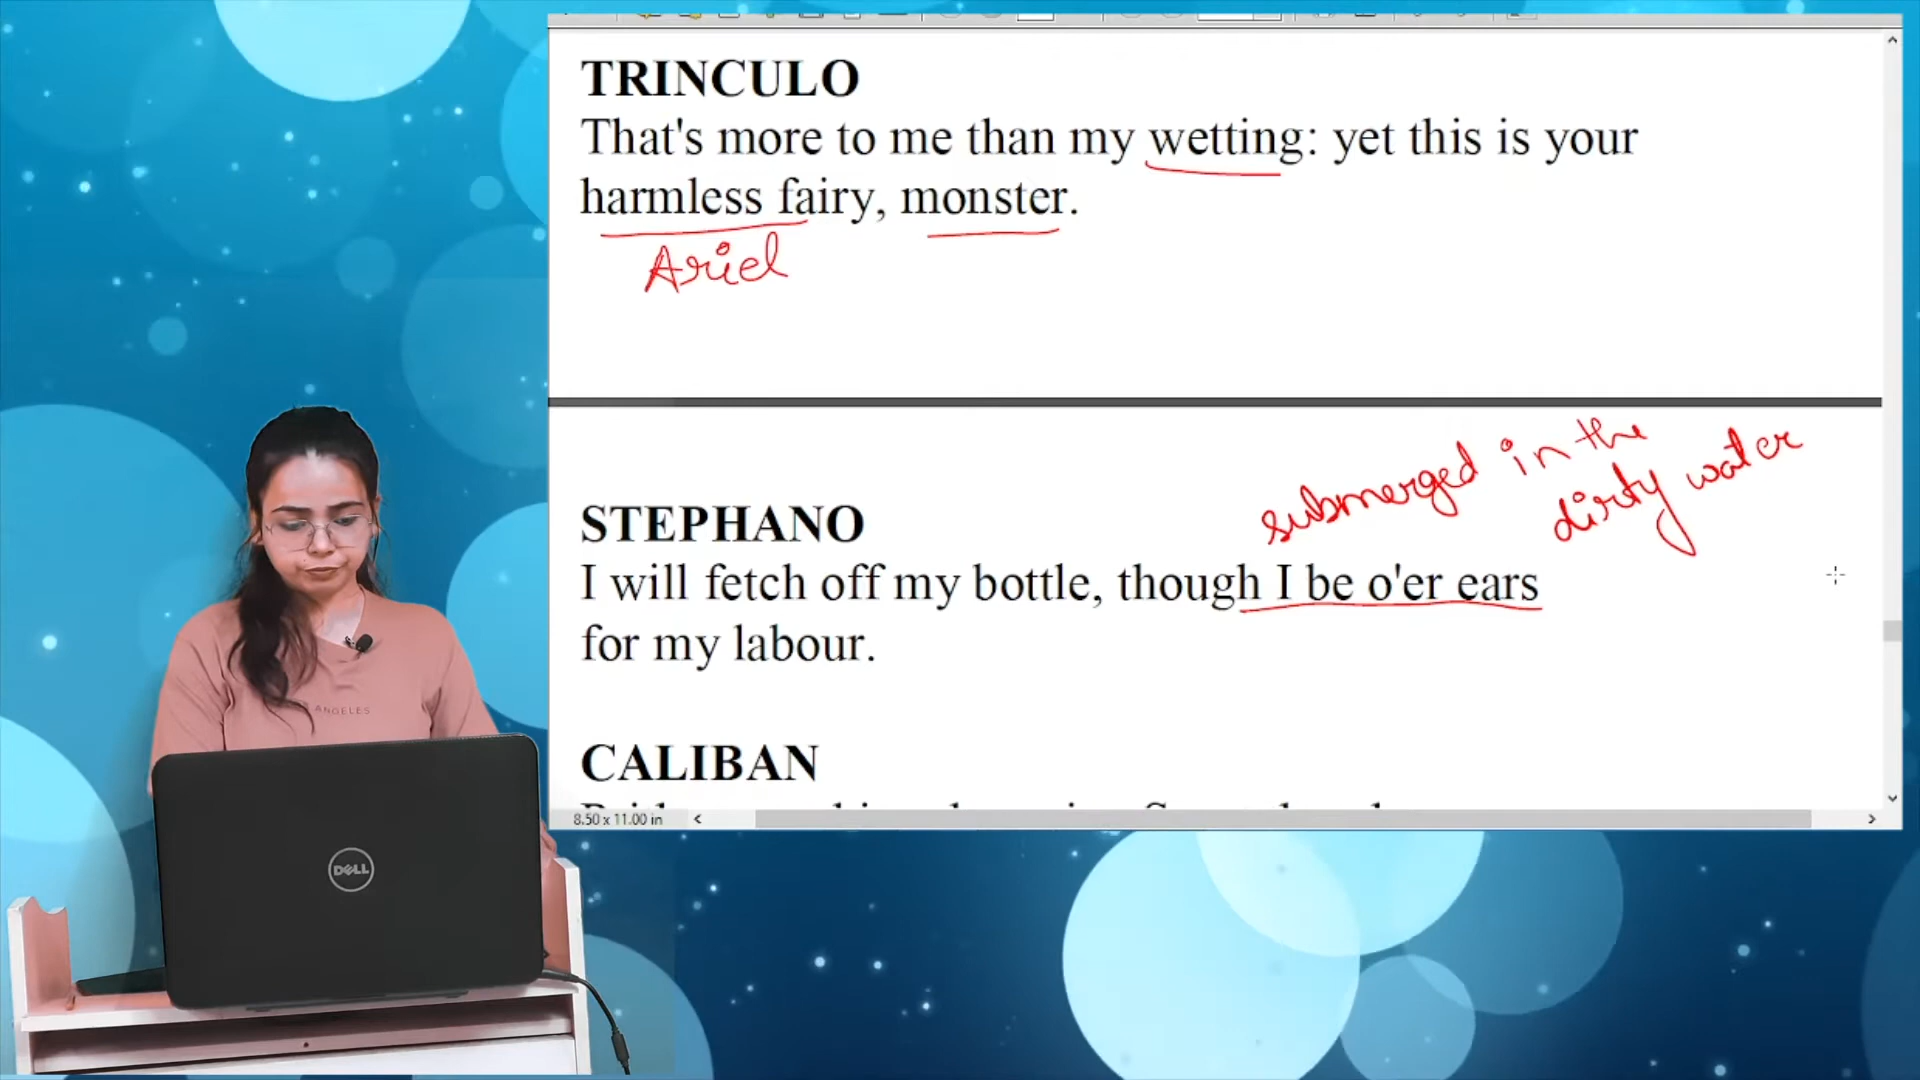 TRINCULO
That's more to me than my wetting: yet this is your
harmless fairy, monster.
Ariel
submerged in the
dirty water
STEPHANO
I will fetch off my bottle, though I be o'er ears
for my labour.
CALIBAN
8.50 x 11.00 in
ANGELES
DELL